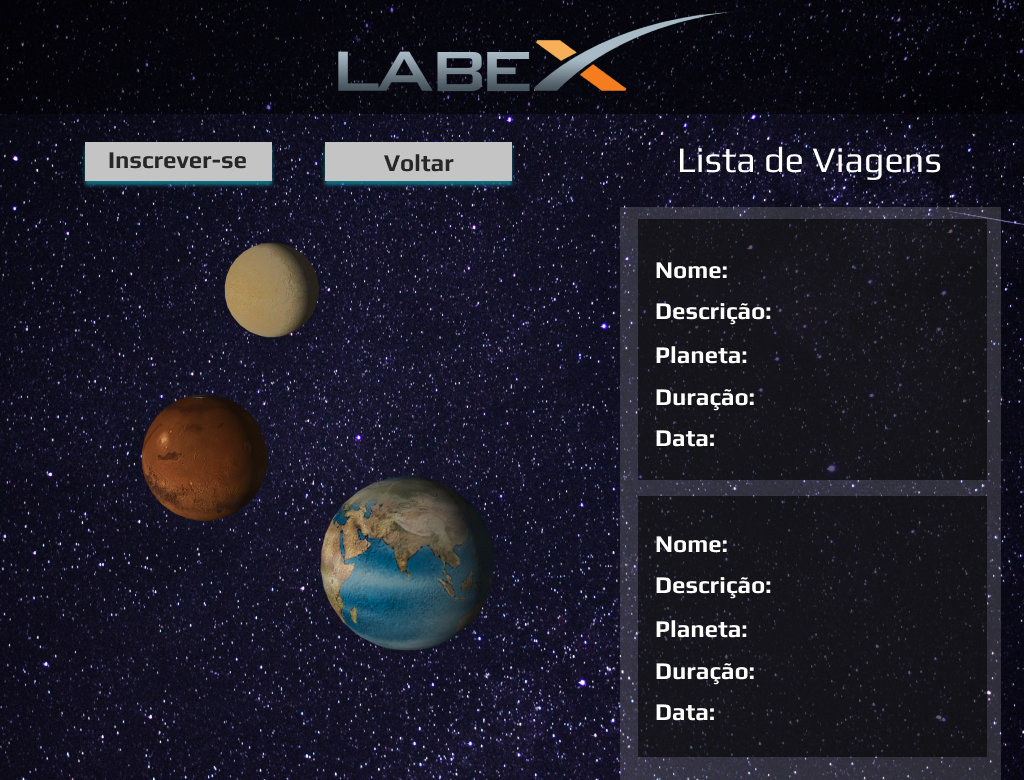 LABEX
Inscrever-se
Voltar
Lista de Viagens
Nome:
Descrição:
Planeta:
Duração:
Data:
Nome:
Descrição:
Planeta:
Duração:
Data: